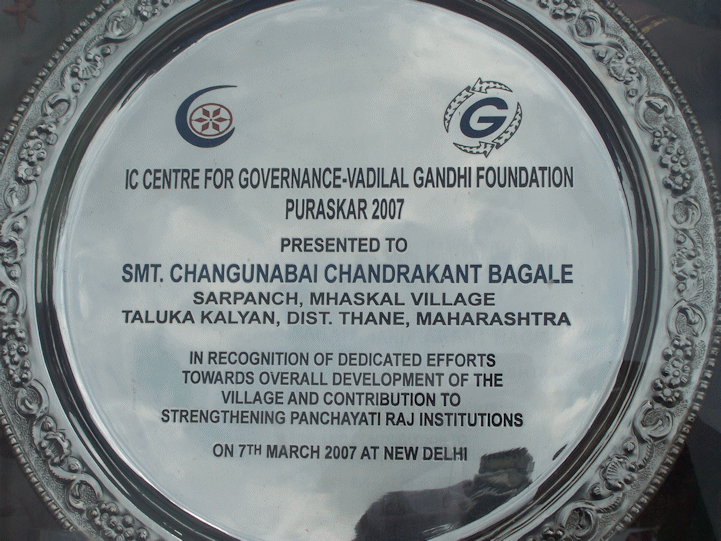 G
IC CENTRE FOR GOVERNANCE-VADILAL GANDHI FOUNDATION
PURASKAR 2007
PRESENTED TO
SMT. CHANGUNABAI CHANDRAKANT BAGALE
SARPANCH, MHASKAL VILLAGE
TALUKA KALYAN, DIST. THANE, MAHARASHTRA
IN RECOGNITION OF DEDICATED EFFORTS
TOWARDS OVERALL DEVELOPMENT OF THE
VILLAGE AND CONTRIBUTION TO
STRENGTHENING PANCHAYATI RAJ INSTITUTIONS
ON 7TH MARCH 2007 AT NEW DELHI